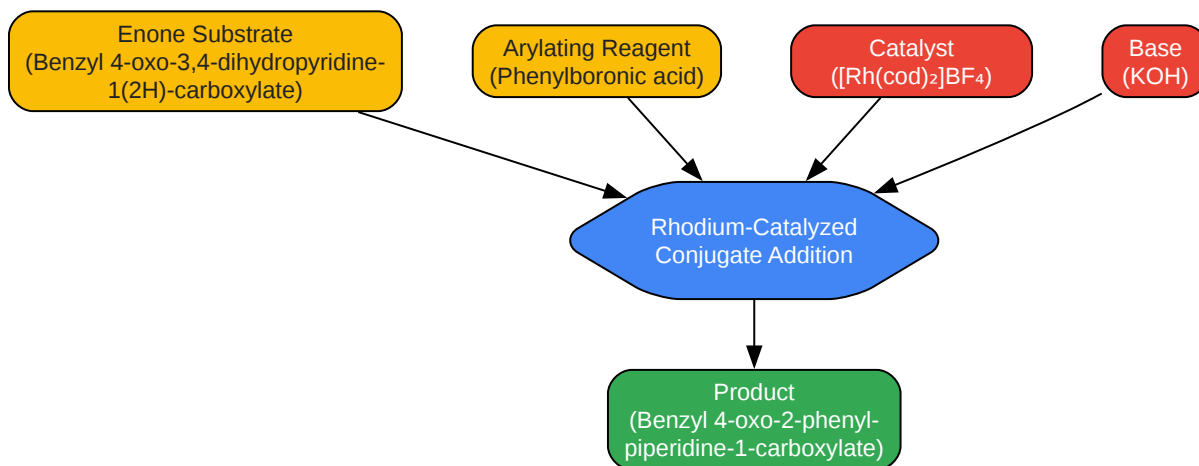 Enone Substrate
(Benzyl 4-oxo-3,4-dihydropyridine-
1(2H)-carboxylate)
Arylating Reagent
(Phenylboronic acid)
Catalyst
([Rh(cod)₂]BF₄)
Base
(KOH)
Rhodium-Catalyzed
Conjugate Addition
Product
(Benzyl 4-oxo-2-phenyl-
piperidine-1-carboxylate)